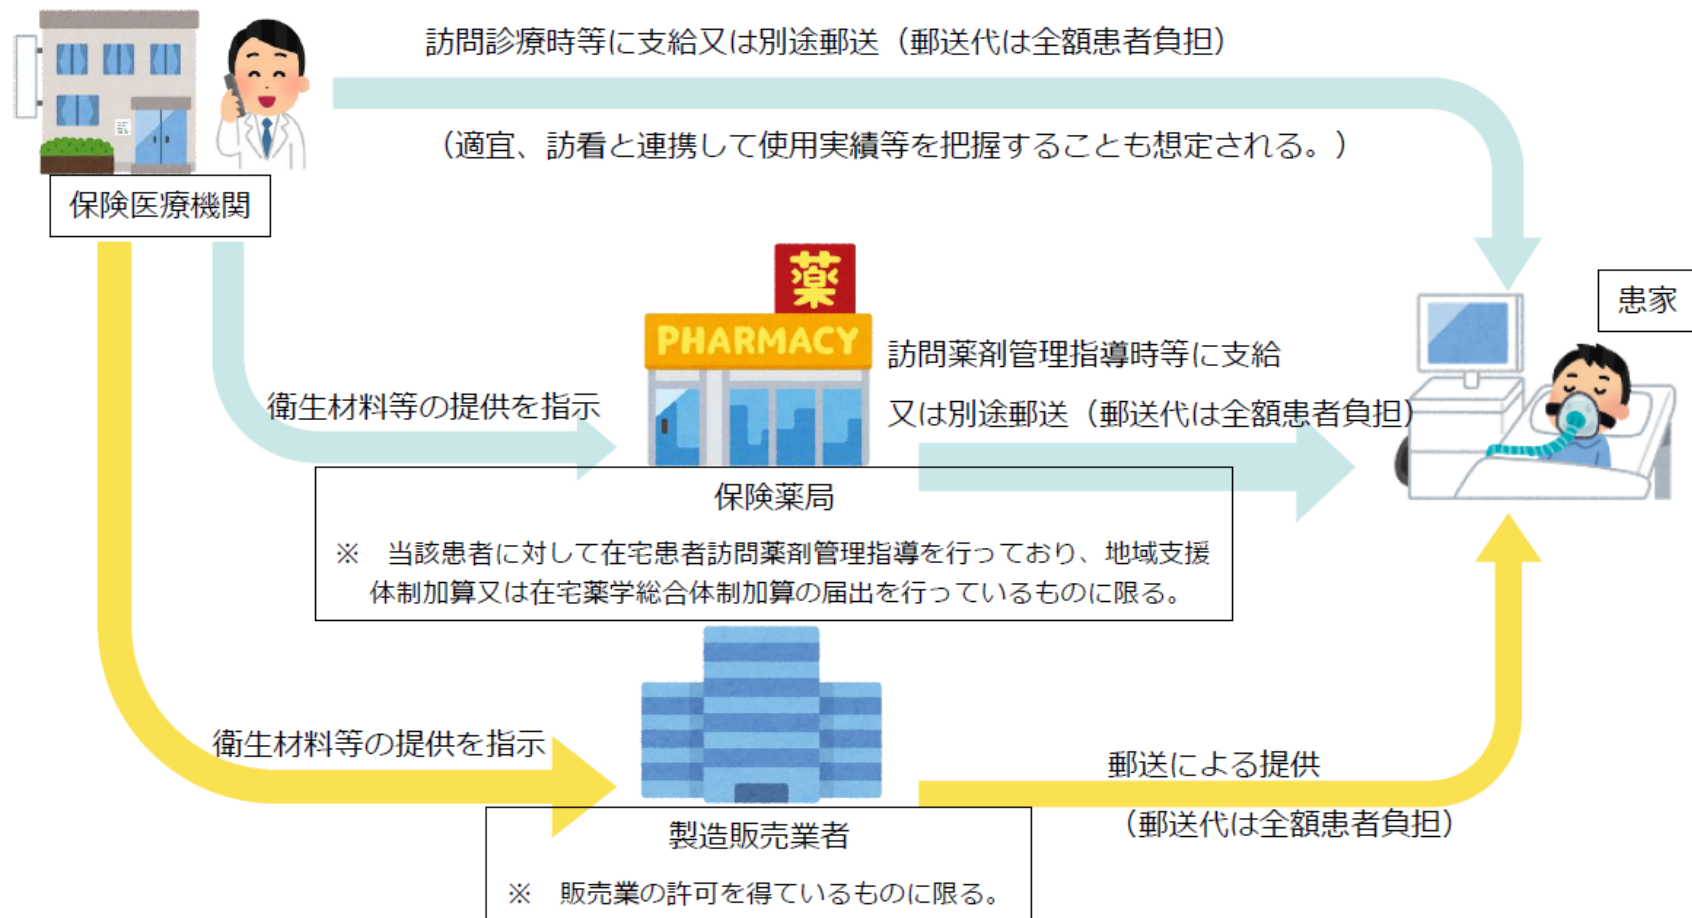 訪問診療時等に支給又は別途郵送（郵送代は全額患者負担）
（適宜、訪看と連携して使用実績等を把握することも想定される。）
保険医療機関
患家
薬
PHARMACY
訪問薬剤管理指導時等に支給
又は別途郵送（郵送代は全額患者負担）
衛生材料等の提供を指示
保険薬局
※　当該患者に対して在宅患者訪問薬剤管理指導を行っており、地域支援
体制加算又は在宅薬学総合体制加算の届出を行っているものに限る。
衛生材料等の提供を指示
郵送による提供
（郵送代は全額患者負担）
製造販売業者
※　販売業の許可を得ているものに限る。